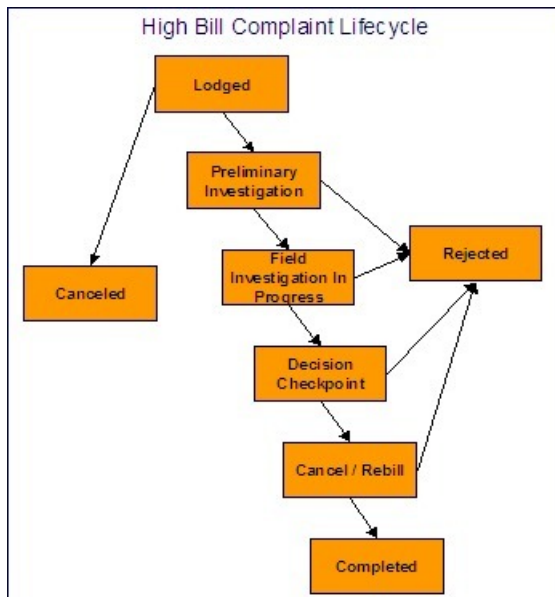 High Bill Complaint Lifecycle
Lodged
Preliminary
Investigation
Field
Investigation In
Progress
Rejected
Canceled
Decision
Checkpoint
Cancel / Rebill
Completed